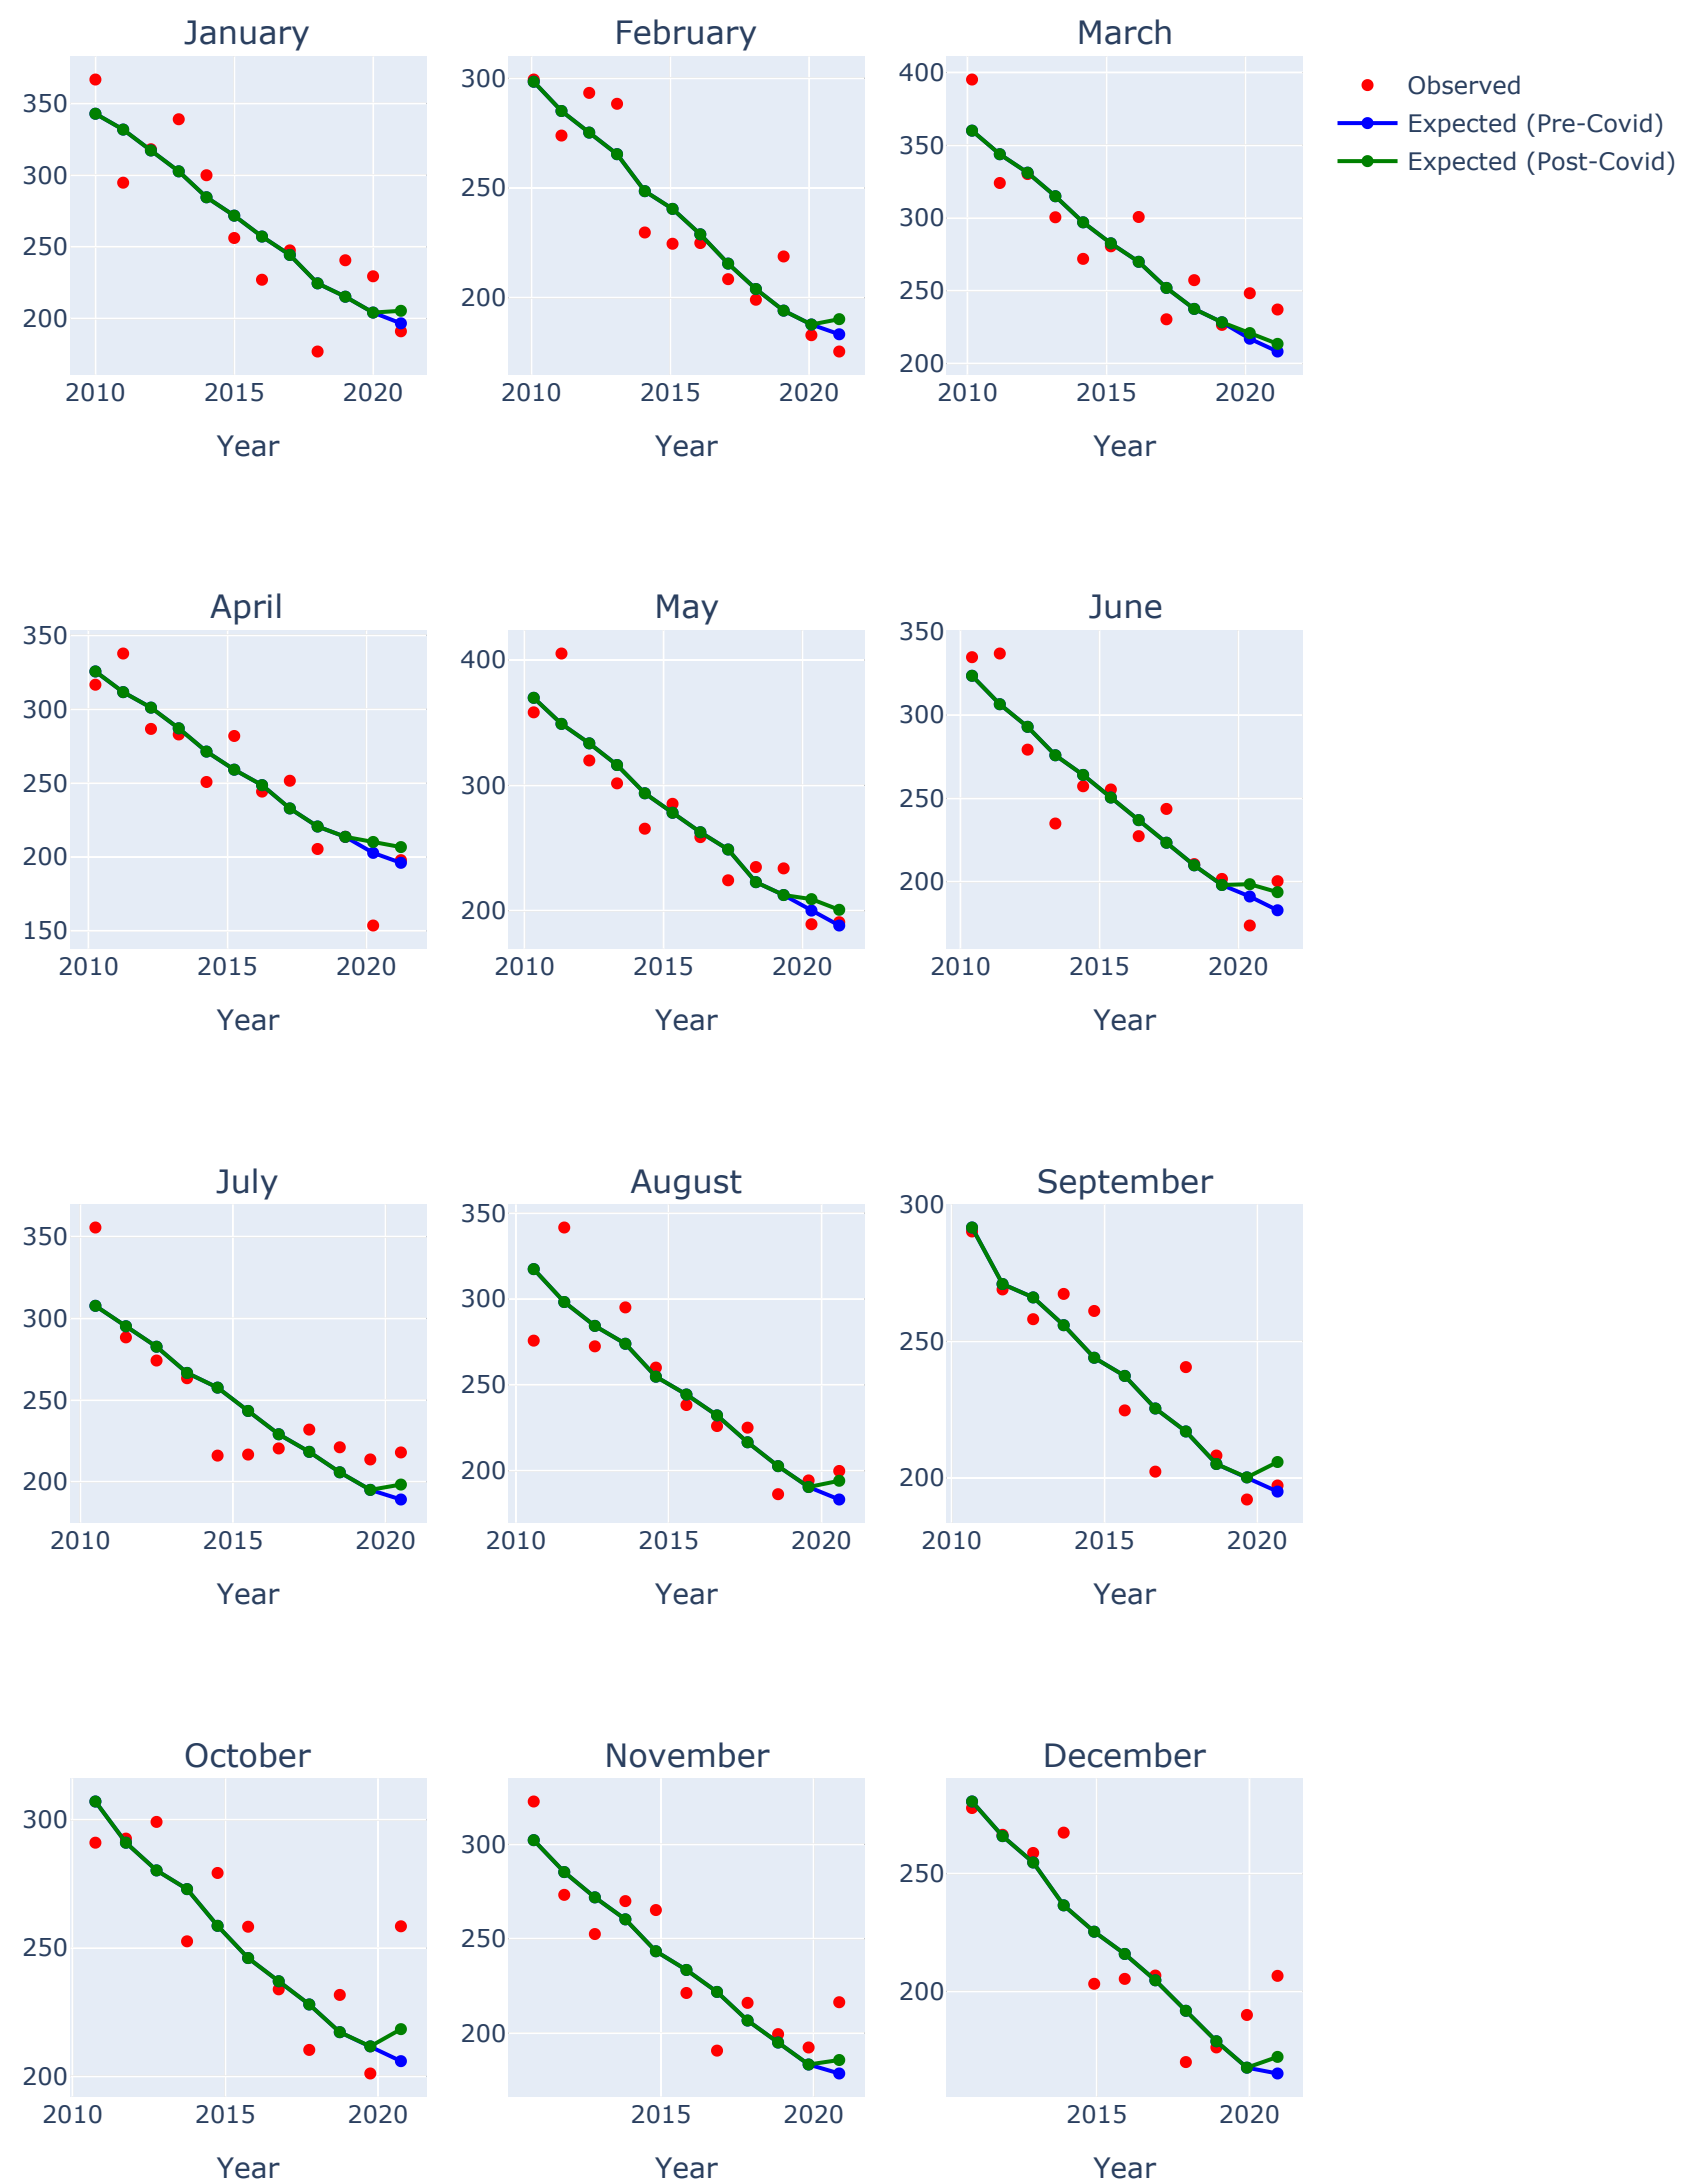 January
February
March
350
300
250
200
2010
2015
2020
Year
300
250
200
2010
2015
2020
Year
400
350
300
250
200
2010
2015
2020
Year
Observed
Expected (Pre-Covid)
Expected (Post-Covid)
April
May
June
350
300
250
200
150
2010
2015
2020
Year
400
300
200
2010
2015
2020
Year
350
300
250
200
2010
2015
2020
Year
July
August
September
350
300
250
200
2010
2015
2020
Year
350
300
250
200
2010
2015
2020
Year
300
250
200
2010
2015
2020
Year
October
November
December
300
250
200
2010
2015
2020
Year
300
250
200
2015
2020
Year
250
200
2015
2020
Year